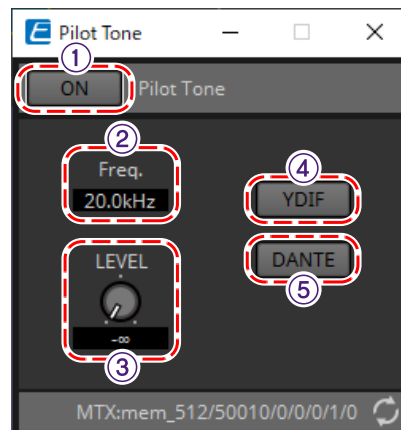 Pilot Tone
①
ON
Pilot Tone
②
Freq.
20.0kHz
④
YDIF
LEVEL
-∞
③
DANTE
⑤
MTX:mem_512/50010/0/0/0/1/0